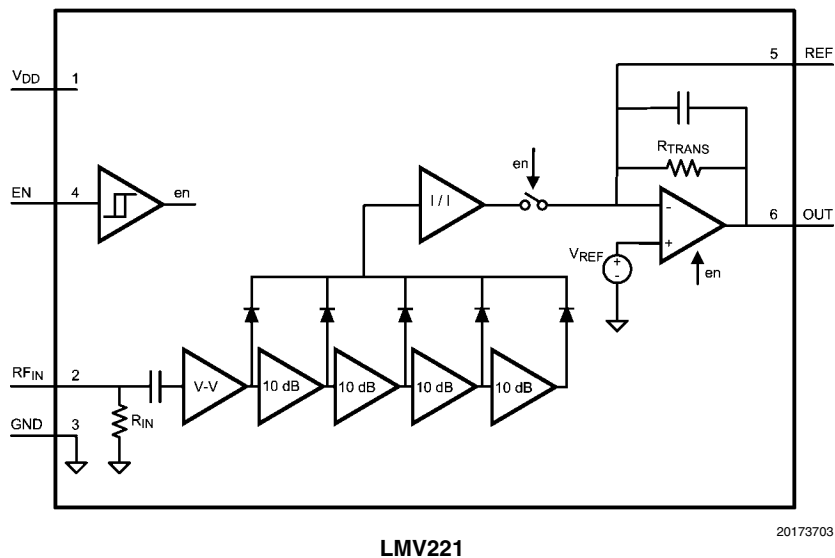 5 REF
V_DD 1
R_TRANS
en
I / I
EN 4 en
-
6 OUT
+
V_REF
+
-
en
RF_IN 2
V-V 10 dB 10 dB 10 dB 10 dB
R_IN
GND 3
20173703
LMV221